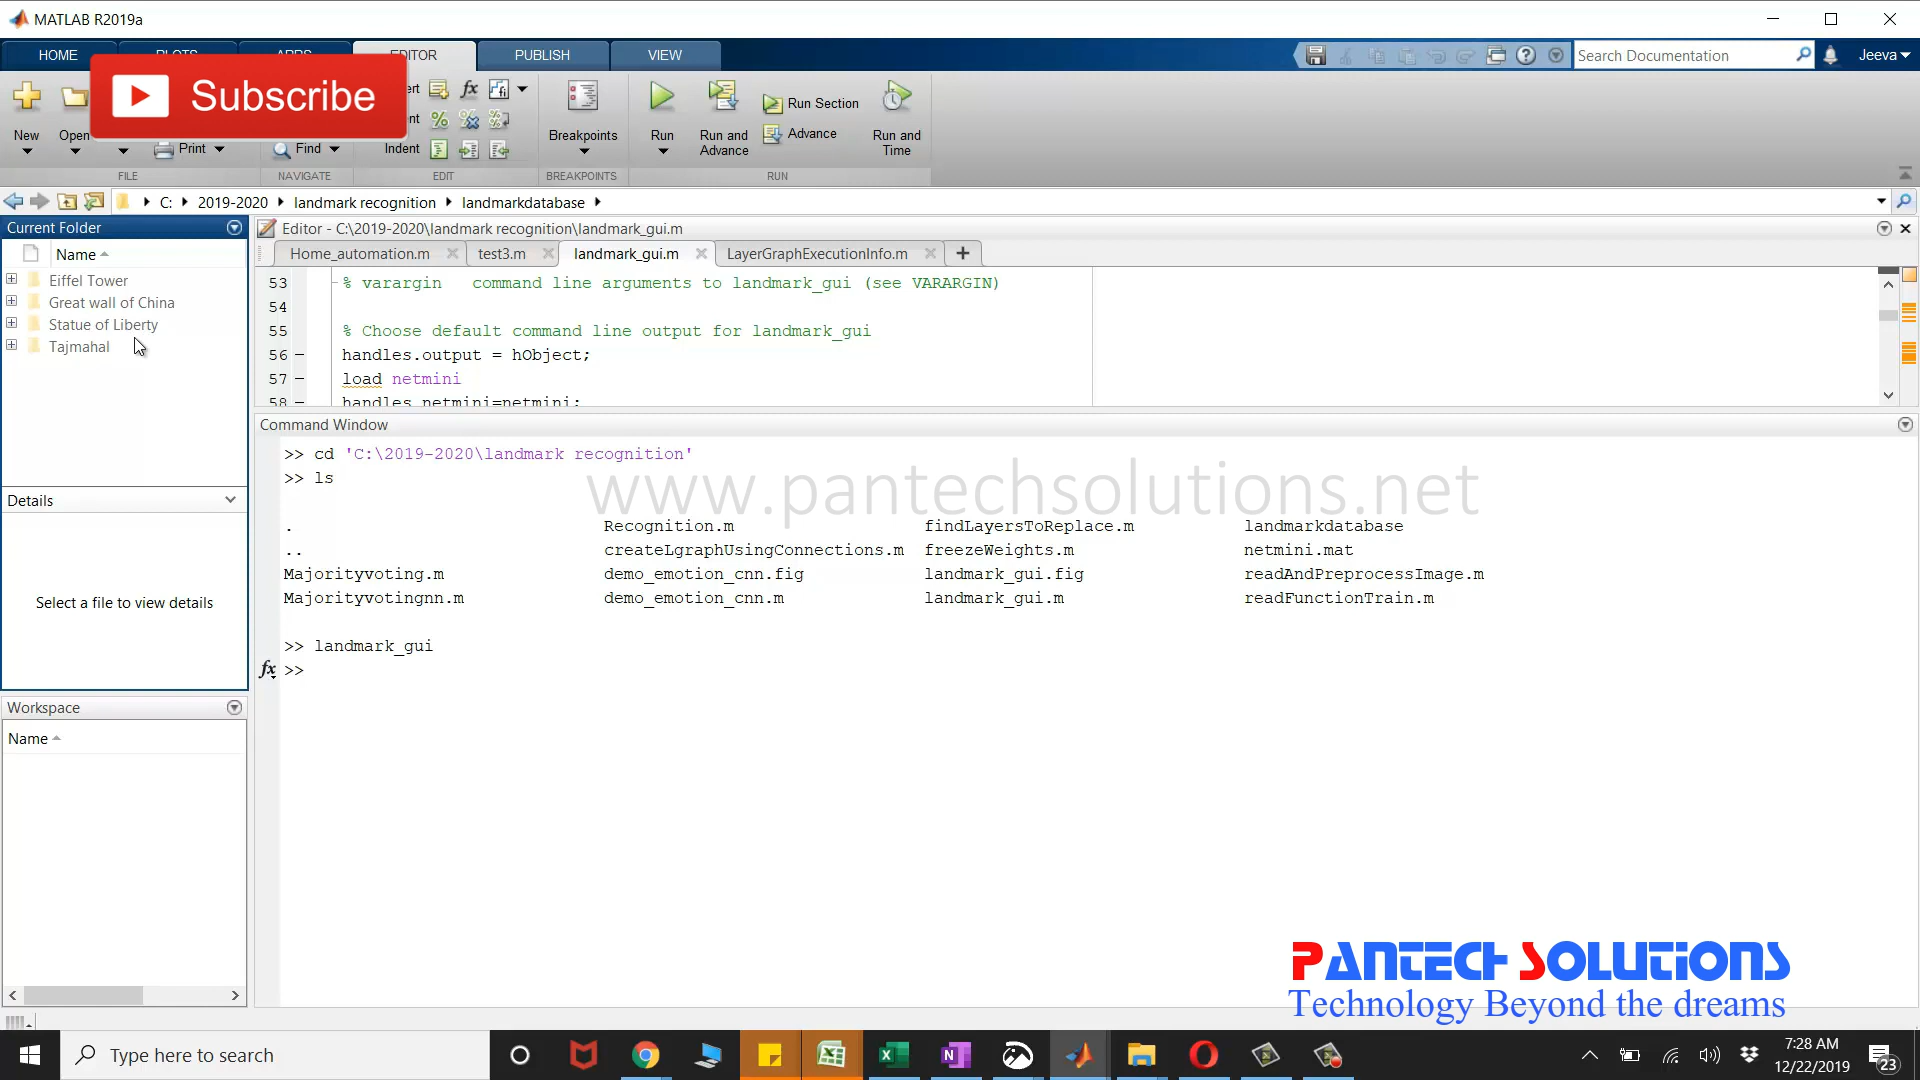 MATLAB R2019a
HOME
EDITOR
PUBLISH
VIEW
Search Documentation
Jeeva
Subscribe
New
Open
Print
Find
Indent
Breakpoints
Run
Run and Advance
Run Section
Advance
Run and Time
FILE
NAVIGATE
EDIT
BREAKPOINTS
RUN
C: 2019-2020 landmark recognition landmarkdatabase
Current Folder
Name
Eiffel Tower
Great wall of China
Statue of Liberty
Tajmahal
Details
Select a file to view details
Workspace
Name
Editor - C:\2019-2020\landmark recognition\landmark_gui.m
Home_automation.m test3.m landmark_gui.m LayerGraphExecutionInfo.m
53 % varargin command line arguments to landmark_gui (see VARARGIN)
54
55 % Choose default command line output for landmark_gui
56 handles.output = hObject;
57 load netmini
58 handles.netmini=netmini;
Command Window
>> cd 'C:\2019-2020\landmark recognition'
>> ls
www.pantechsolutions.net
. Recognition.m findLayersToReplace.m landmarkdatabase
.. createLgraphUsingConnections.m freezeWeights.m netmini.mat
Majorityvoting.m demo_emotion_cnn.fig landmark_gui.fig readAndPreprocessImage.m
Majorityvotingnn.m demo_emotion_cnn.m landmark_gui.m readFunctionTrain.m
>> landmark_gui
fx >>
PANTECH SOLUTIONS
Technology Beyond the dreams
Type here to search
7:28 AM
12/22/2019
23